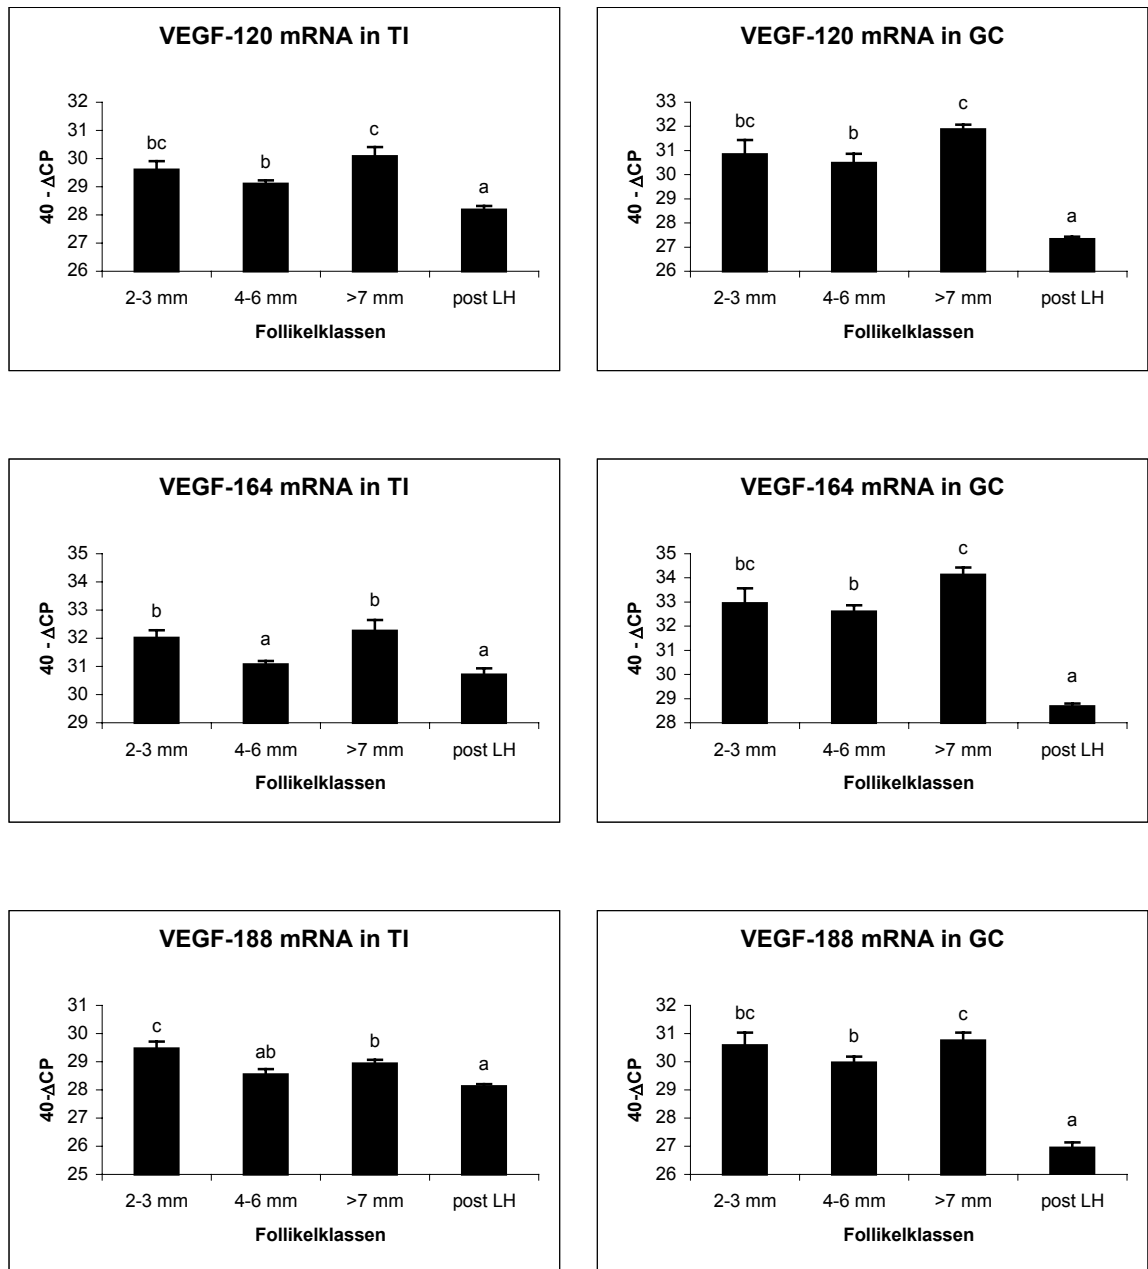 VEGF-120 mRNA in TI
32
31
30
29
28
27
26
40 - ΔCP
bc
b
c
a
2-3 mm 4-6 mm >7 mm post LH
Follikelklassen
VEGF-120 mRNA in GC
33
32
31
30
29
28
27
26
40 - ΔCP
bc
b
c
a
2-3 mm 4-6 mm >7 mm post LH
Follikelklassen
VEGF-164 mRNA in TI
35
34
33
32
31
30
29
40 - ΔCP
b
a
b
a
2-3 mm 4-6 mm >7 mm post LH
Follikelklassen
VEGF-164 mRNA in GC
35
34
33
32
31
30
29
28
40 - ΔCP
bc
b
c
a
2-3 mm 4-6 mm >7 mm post LH
Follikelklassen
VEGF-188 mRNA in TI
31
30
29
28
27
26
25
40-ΔCP
c
ab
b
a
2-3 mm 4-6 mm >7 mm post LH
Follikelklassen
VEGF-188 mRNA in GC
32
31
30
29
28
27
26
40-ΔCP
bc
b
c
a
2-3 mm 4-6 mm >7 mm post LH
Follikelklassen